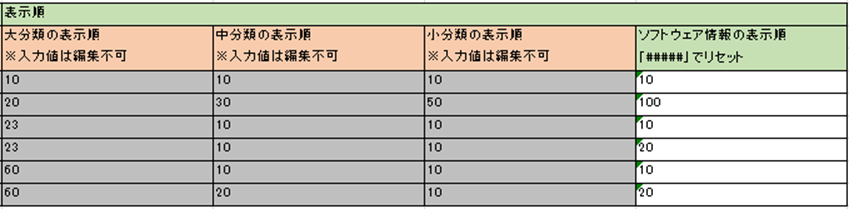 表示順
大分類の表示順 中分類の表示順 小分類の表示順 ソフトウェア情報の表示順
※入力値は編集不可 ※入力値は編集不可 ※入力値は編集不可 「#####」でリセット
10 10 10 10
20 30 50 100
23 10 10 10
23 10 10 20
60 10 10 10
60 20 10 20